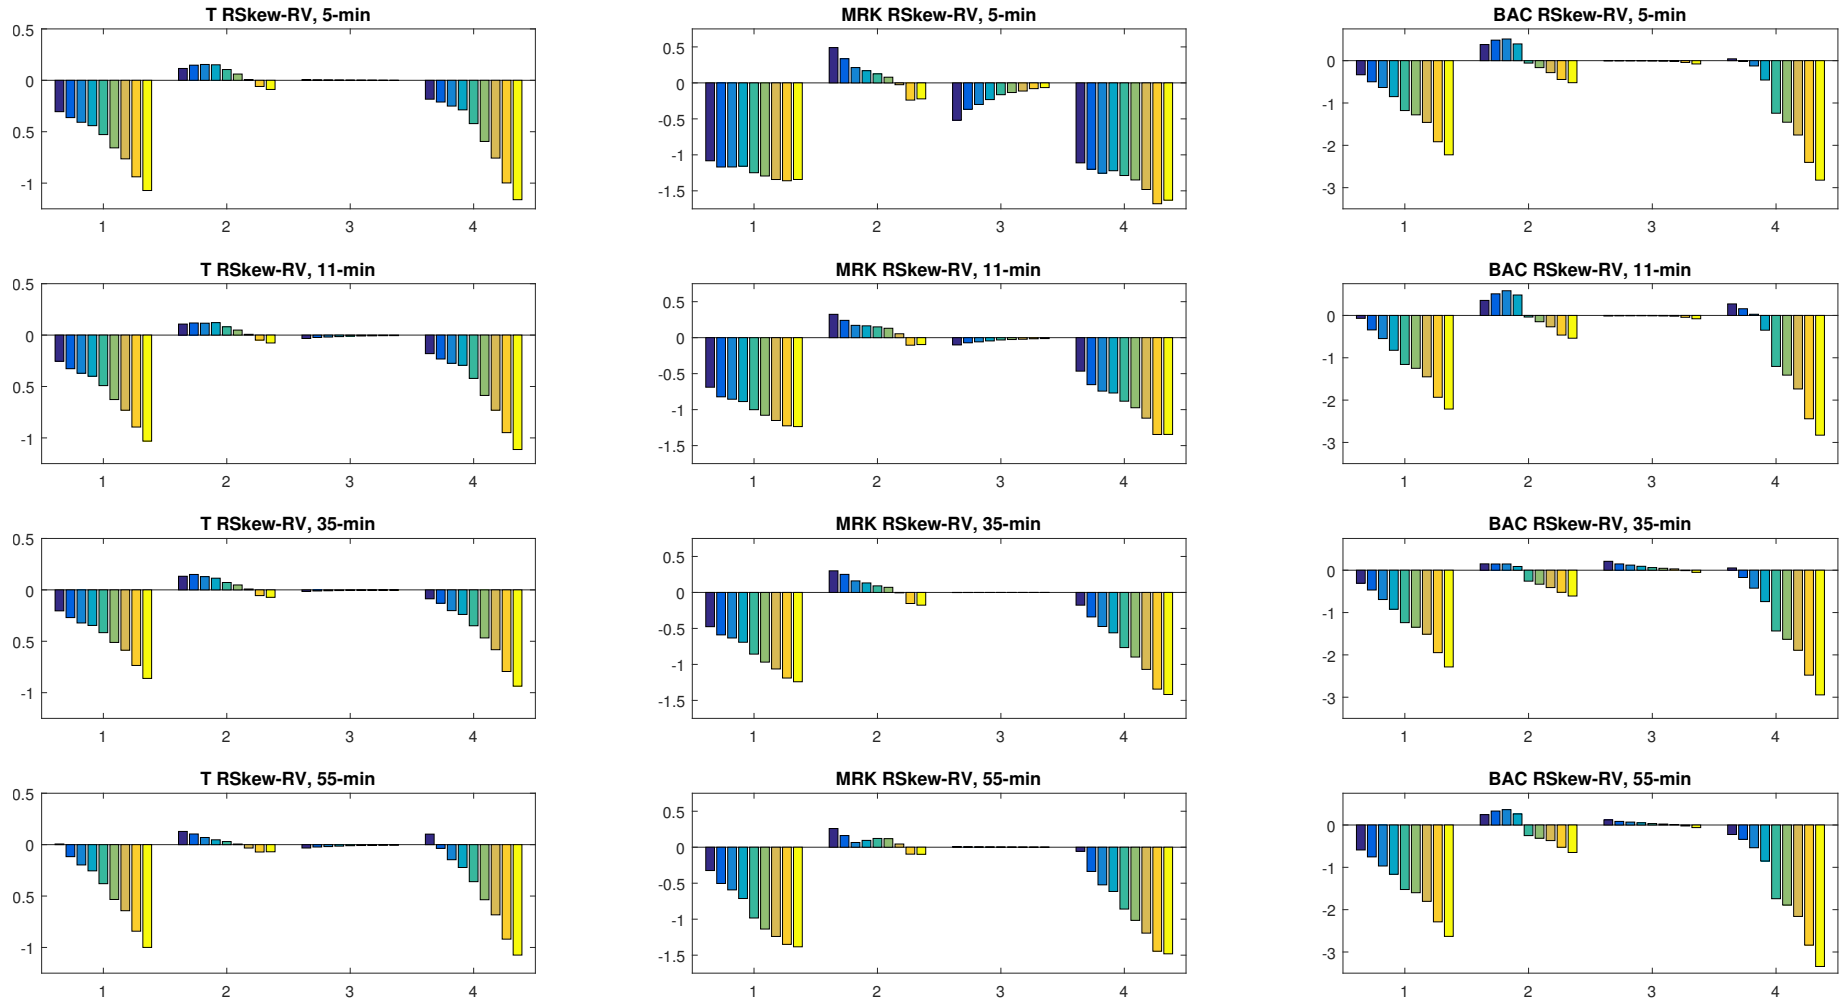 T RSkew-RV, 5-min
0.5
0
0.5
-1
1 2 3 4
MRK RSkew-RV, 5-min
0.5
0
-0.5
-1
-1.5
1 2 3 4
BAC RSkew-RV, 5-min
0
-1
-2
-3
1 2 3 4
T RSkew-RV, 11-min
0.5
0
0.5
-1
1 2 3 4
MRK RSkew-RV, 11-min
0.5
0
-0.5
-1
-1.5
1 2 3 4
BAC RSkew-RV, 11-min
0
-1
-2
-3
1 2 3 4
T RSkew-RV, 35-min
0.5
0
0.5
-1
1 2 3 4
MRK RSkew-RV, 35-min
0.5
0
-0.5
-1
-1.5
1 2 3 4
BAC RSkew-RV, 35-min
0
-1
-2
-3
1 2 3 4
T RSkew-RV, 55-min
0.5
0
0.5
-1
1 2 3 4
MRK RSkew-RV, 55-min
0.5
0
-0.5
-1
-1.5
1 2 3 4
BAC RSkew-RV, 55-min
0
-1
-2
-3
1 2 3 4